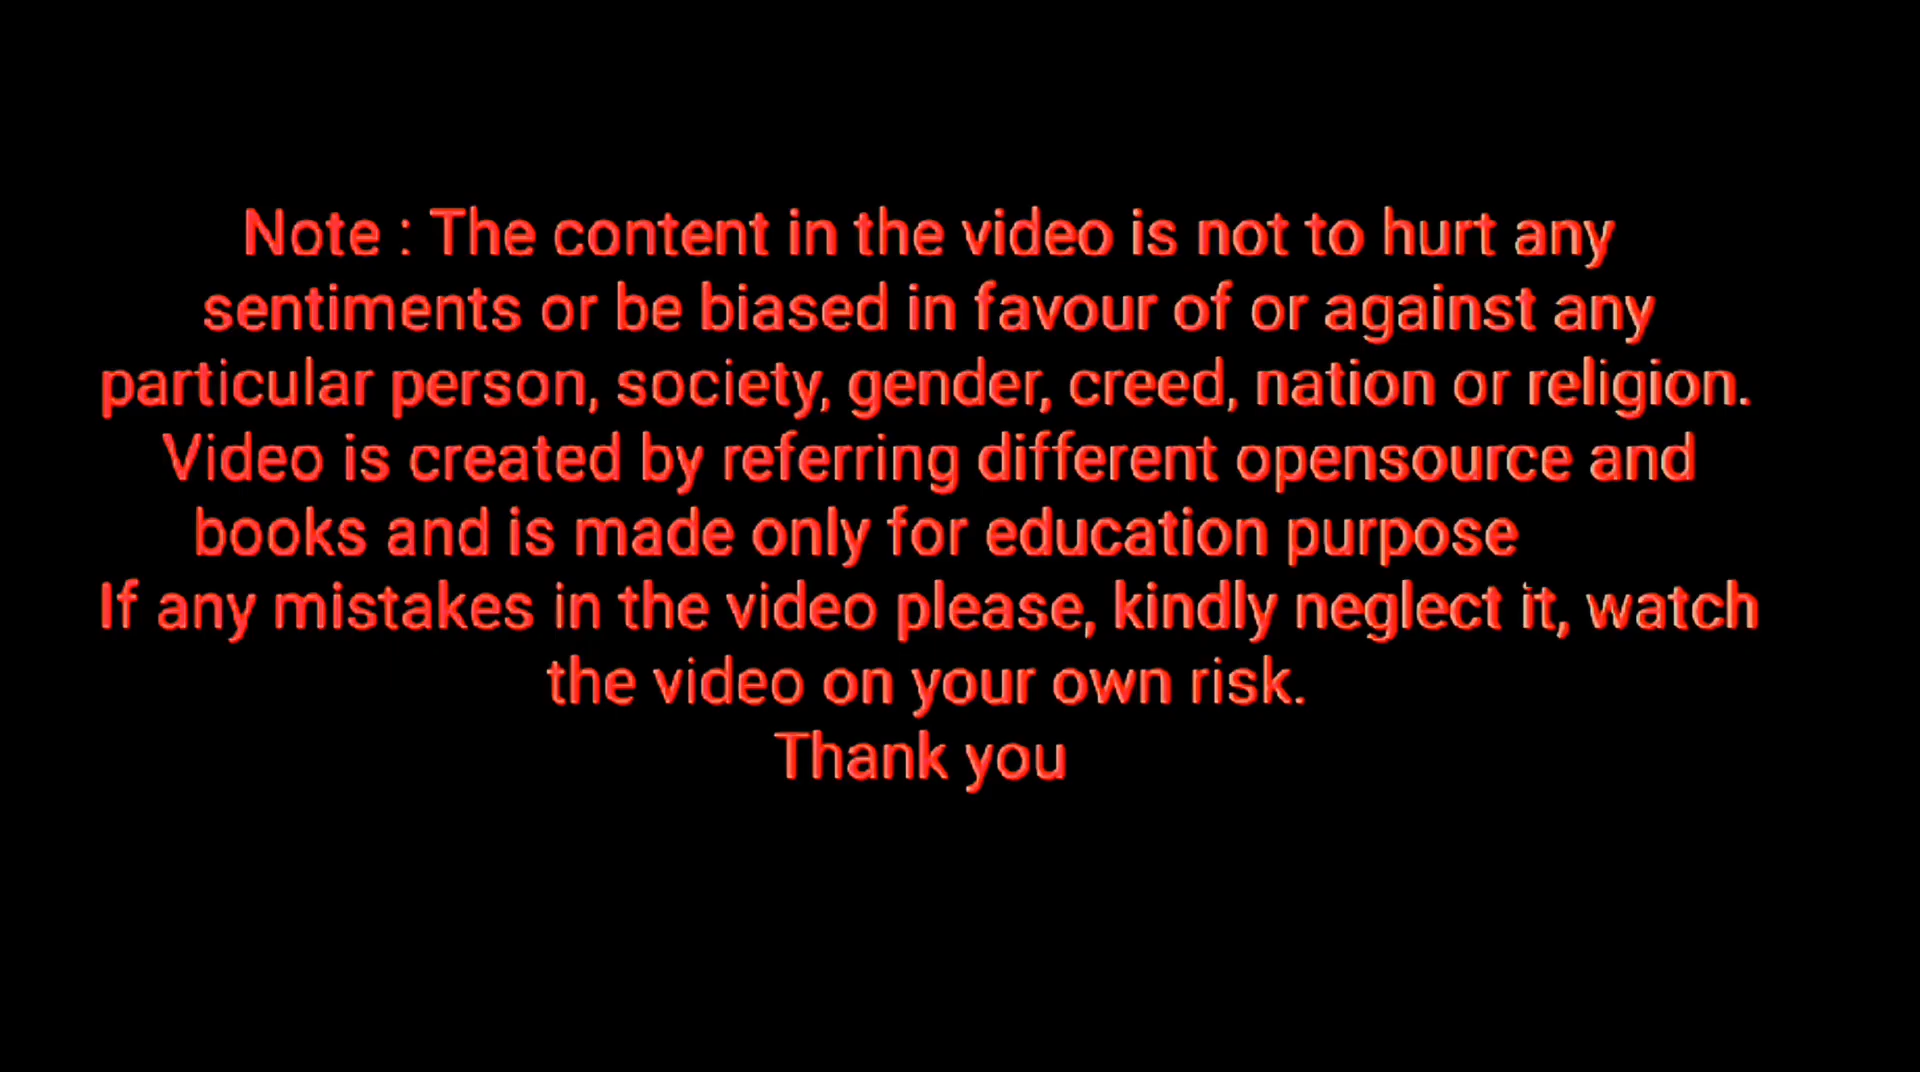 Note : The content in the video is not to hurt any
sentiments or be biased in favour of or against any
particular person, society, gender, creed, nation or religion.
Video is created by referring different opensource and
books and is made only for education purpose
If any mistakes in the video please, kindly neglect it, watch
the video on your own risk.
Thank you